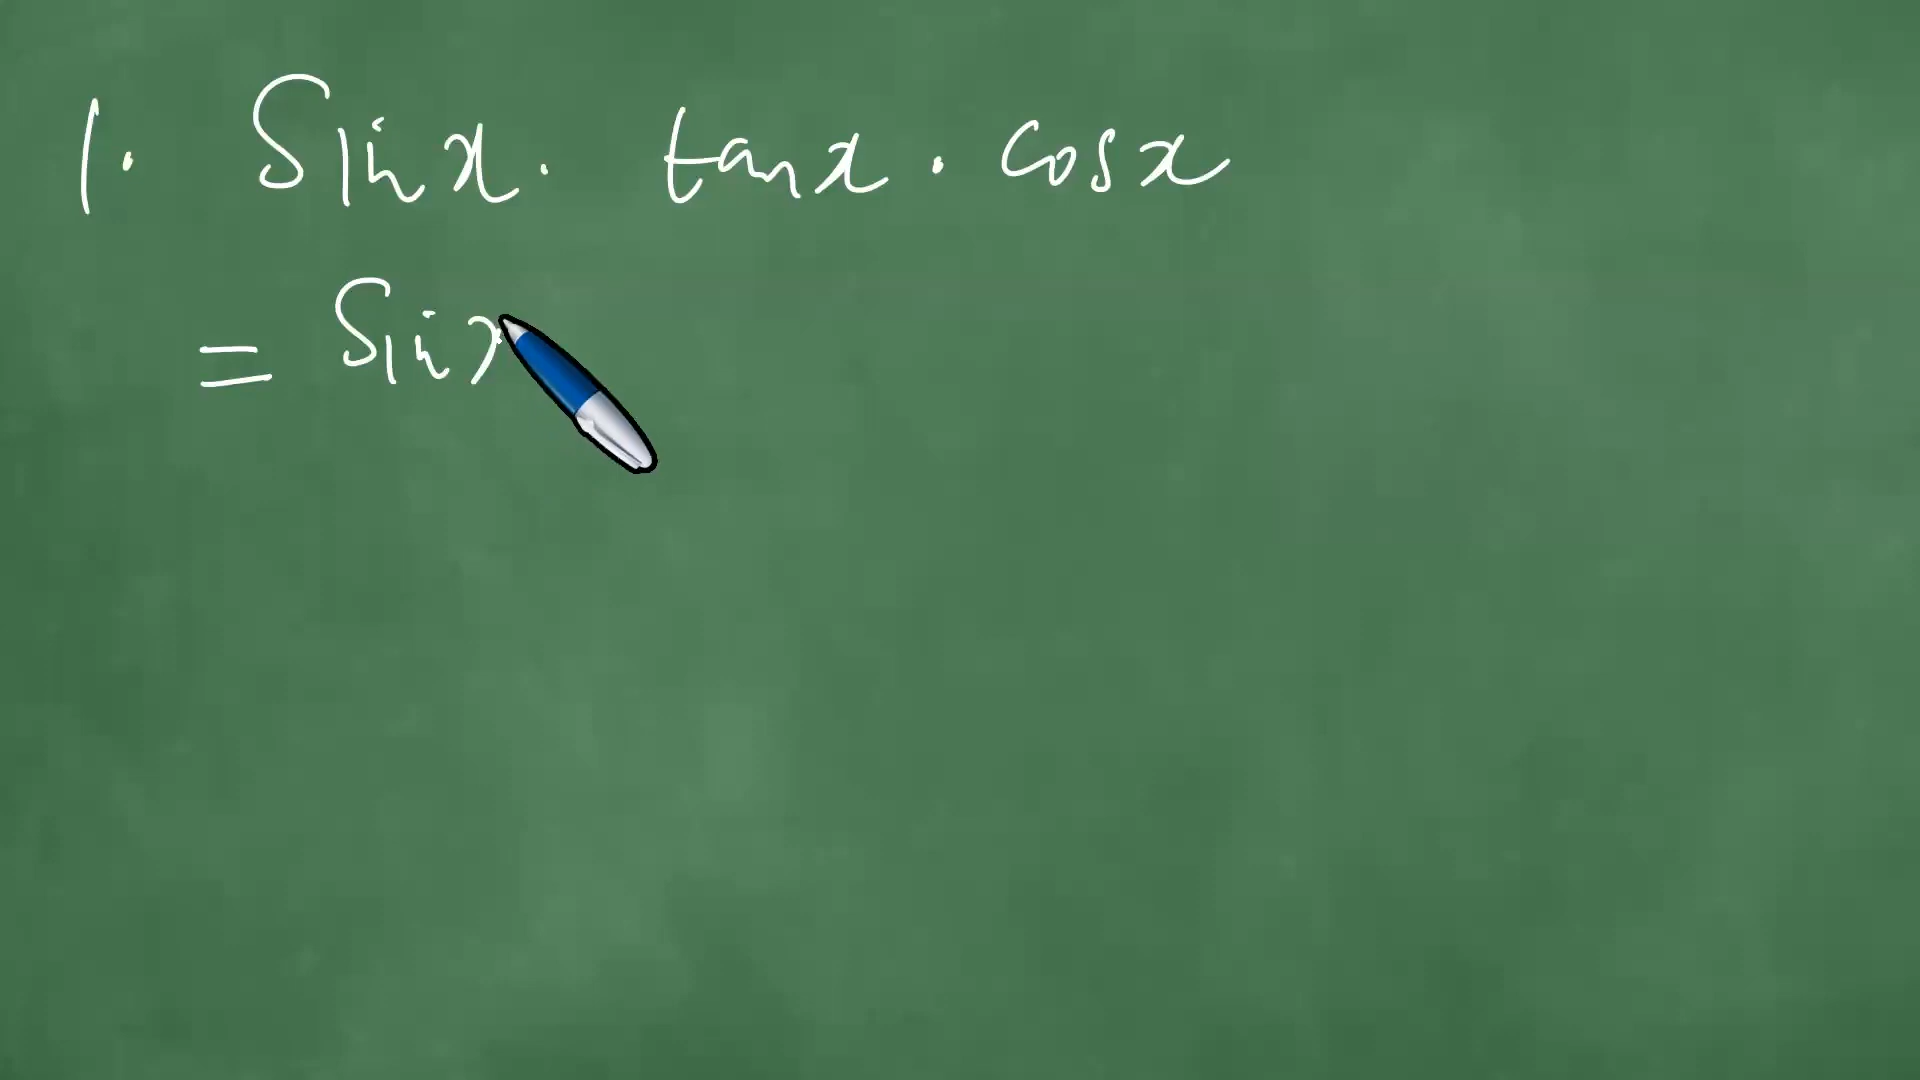 1. Sinx. tanx . cosx
= Sinx